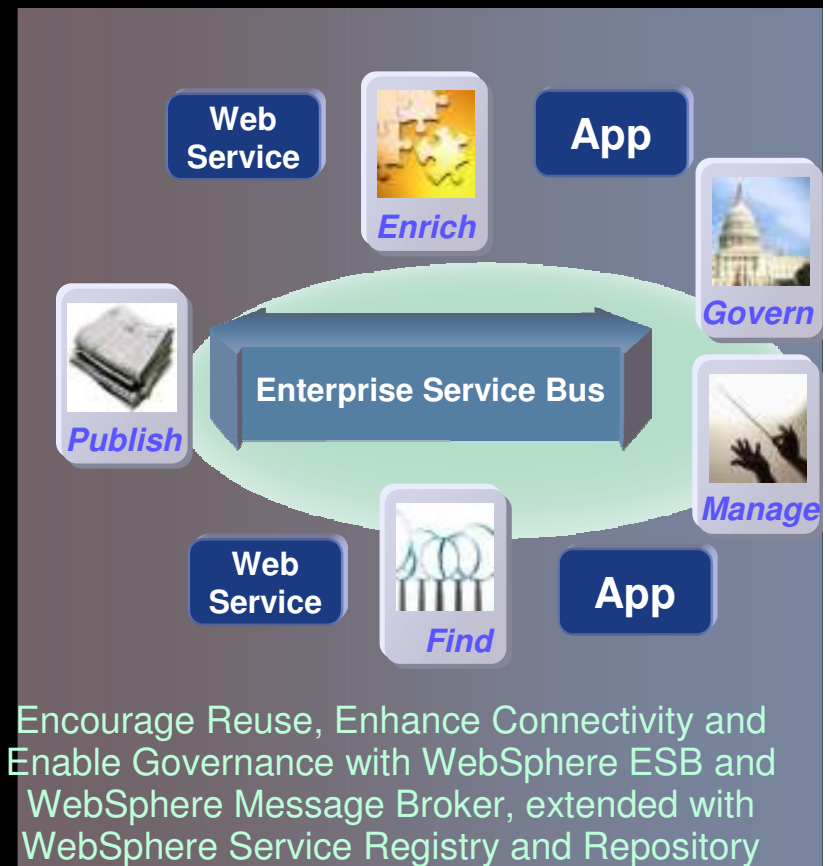 Web
Service
Enrich
App
Govern
Publish
Enterprise Service Bus
Manage
Web
Service
Find
App
Encourage Reuse, Enhance Connectivity and
Enable Governance with WebSphere ESB and
WebSphere Message Broker, extended with
WebSphere Service Registry and Repository